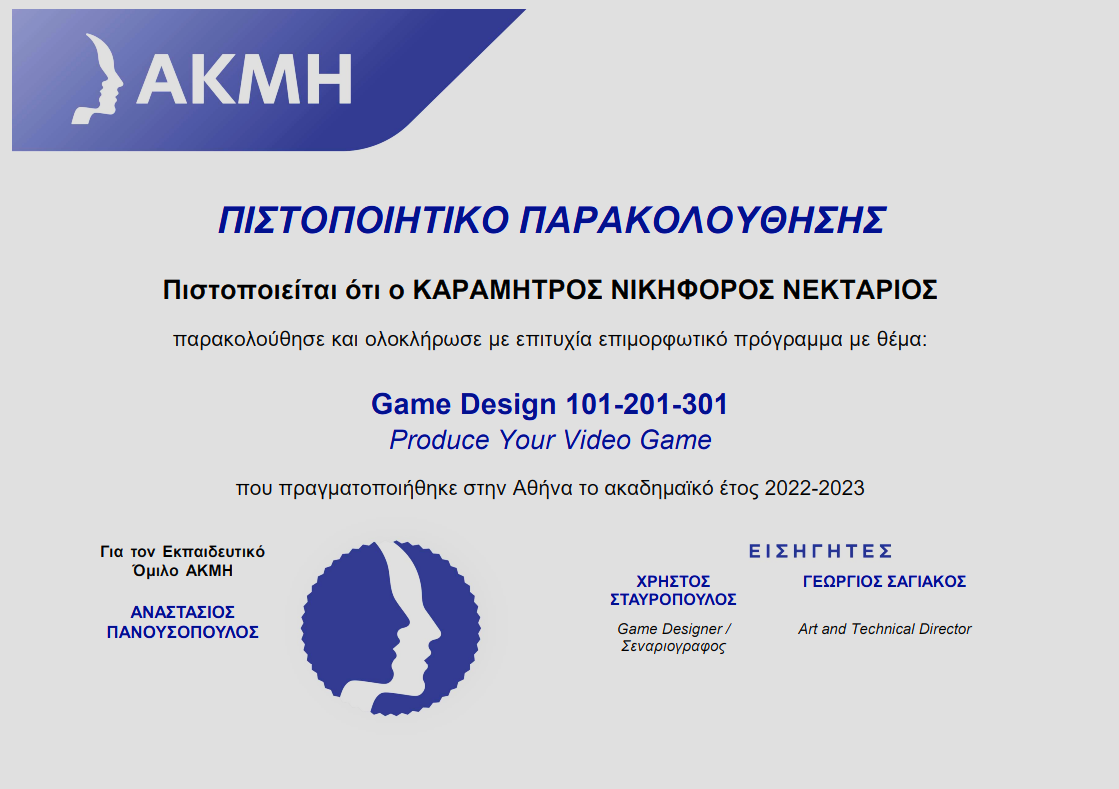 ΑΚΜΗ
ΠΙΣΤΟΠΟΙΗΤΙΚΟ ΠΑΡΑΚΟΛΟΥΘΗΣΗΣ
Πιστοποιείται ότι ο ΚΑΡΑΜΗΤΡΟΣ ΝΙΚΗΦΟΡΟΣ ΝΕΚΤΑΡΙΟΣ
παρακολούθησε και ολοκλήρωσε με επιτυχία επιμορφωτικό πρόγραμμα με θέμα:
Game Design 101-201-301
Produce Your Video Game
που πραγματοποιήθηκε στην Αθήνα το ακαδημαϊκό έτος 2022-2023
Για τον Εκπαιδευτικό
Όμιλο ΑΚΜΗ
ΑΝΑΣΤΑΣΙΟΣ
ΠΑΝΟΥΣΟΠΟΥΛΟΣ
ΕΙΣΗΓΗΤΕΣ
ΧΡΗΣΤΟΣ
ΣΤΑΥΡΟΠΟΥΛΟΣ
Game Designer /
Σεναριογραφος
ΓΕΩΡΓΙΟΣ ΣΑΓΙΑΚΟΣ
Art and Technical Director